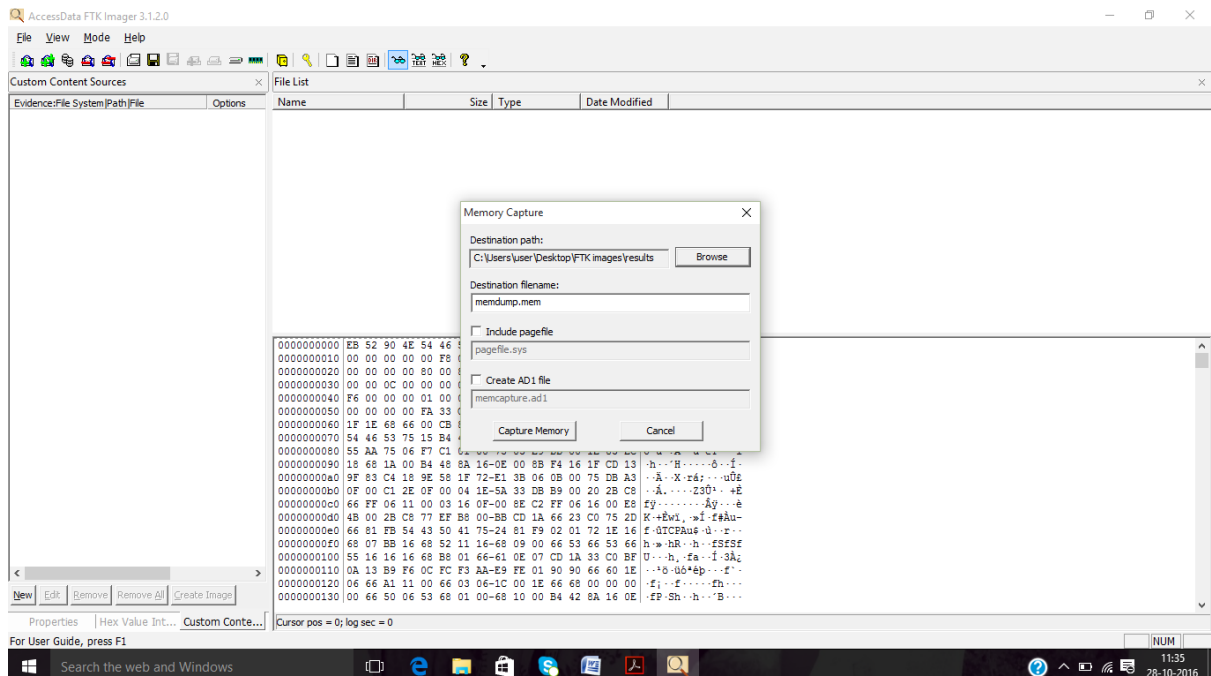 AccessData FTK Imager 3.1.2.0
File View Mode Help
Custom Content Sources
Evidence:File System|Path|File Options
File List
Name Size Type Date Modified
Memory Capture
Destination path:
C:\Users\user\Desktop\FTK images\results Browse
Destination filename:
memdump.mem
Include pagefile
pagefile.sys
Create AD1 file
memcapture.ad1
Capture Memory Cancel
0000000000 EB 52 90 4E 54 46
0000000010 00 00 00 00 00 F8
0000000020 00 00 00 00 80 00
0000000030 00 00 0C 00 00 00
0000000040 F6 00 00 00 01 00
0000000050 00 00 00 00 FA 33
0000000060 1F 1E 68 66 00 CB
0000000070 54 46 53 75 15 B4
0000000080 55 AA 75 06 F7 C1
0000000090 18 68 1A 00 B4 48 8A 16-0E 00 8B F4 16 1F CD 13
00000000a0 9F 83 C4 18 9E 58 1F 72-E1 3B 06 0B 00 75 DB A3
00000000b0 0F 00 C1 2E 0F 00 04 1E-5A 33 DB B9 00 20 2B C8
00000000c0 66 FF 06 11 00 03 16 0F-00 8E C2 FF 06 16 00 E8
00000000d0 4B 00 2B C8 77 EF B8 00-BB CD 1A 66 23 C0 75 2D
00000000e0 66 81 FB 54 43 50 41 75-24 81 F9 02 01 72 1E 16
00000000f0 68 07 BB 16 68 52 11 16-68 09 00 66 53 66 53 66
0000000100 55 16 16 16 68 B8 01 66-61 0E 07 CD 1A 33 C0 BF
0000000110 0A 13 B9 F6 0C FC F3 AA-E9 FE 01 90 90 66 60 1E
0000000120 06 66 A1 11 00 66 03 06-1C 00 1E 66 68 00 00 00
0000000130 00 66 50 06 53 68 01 00-68 10 00 B4 42 8A 16 0E
New Edit Remove Remove All Create Image
Properties Hex Value Int... Custom Conte...
Cursor pos = 0; log sec = 0
For User Guide, press F1
NUM
Search the web and Windows
11:35
28-10-2016